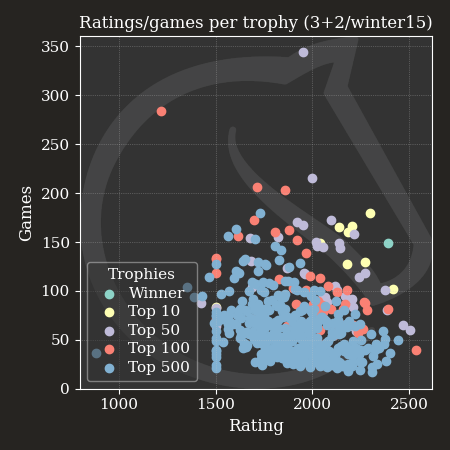 Ratings/games per trophy (3+2/winter15)
350
300
250
200
150
100
50
0
Games
Trophies
Winner
Top 10
Top 50
Top 100
Top 500
1000
1500
2000
2500
Rating